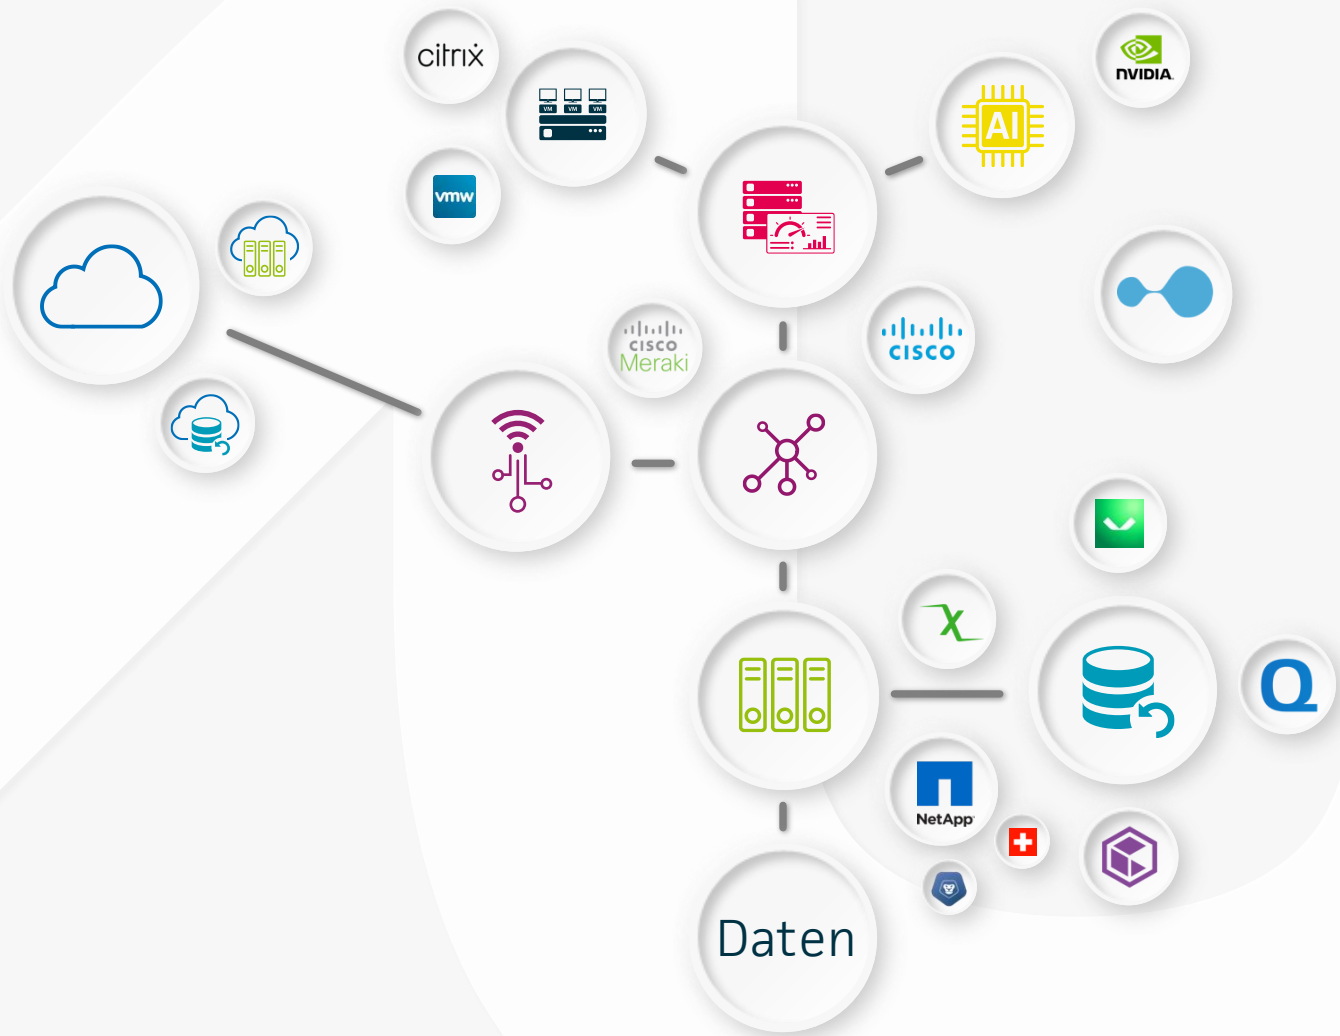 citrix
VM VM VM
AI
NVIDIA
vmw
CISCO
Meraki
CISCO
NetApp
Daten